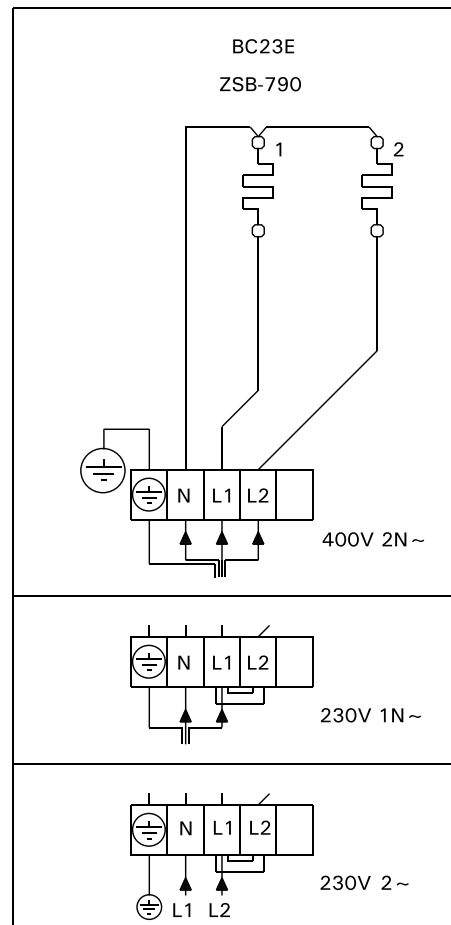 BC23E
ZSB-790
1 2
N L1 L2
400V 2N~
N L1 L2
230V 1N~
N L1 L2
230V 2~
L1 L2